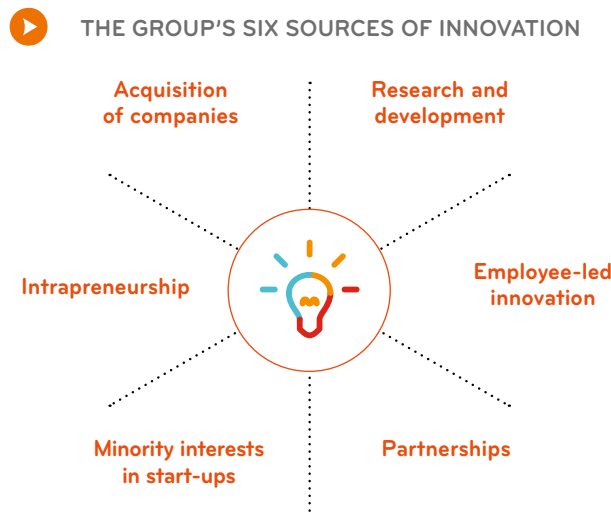 THE GROUP'S SIX SOURCES OF INNOVATION
Acquisition
of companies
Research and
development
Intrapreneurship
Employee-led
innovation
Minority interests
in start-ups
Partnerships